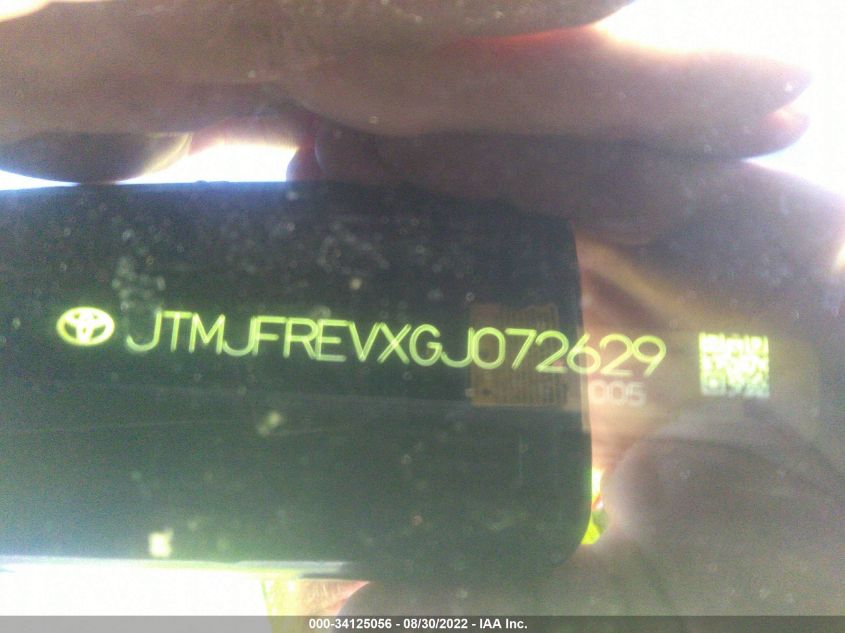 JTMJFREVXGJ072629
005
000-34125056 - 08/30/2022 - IAA Inc.